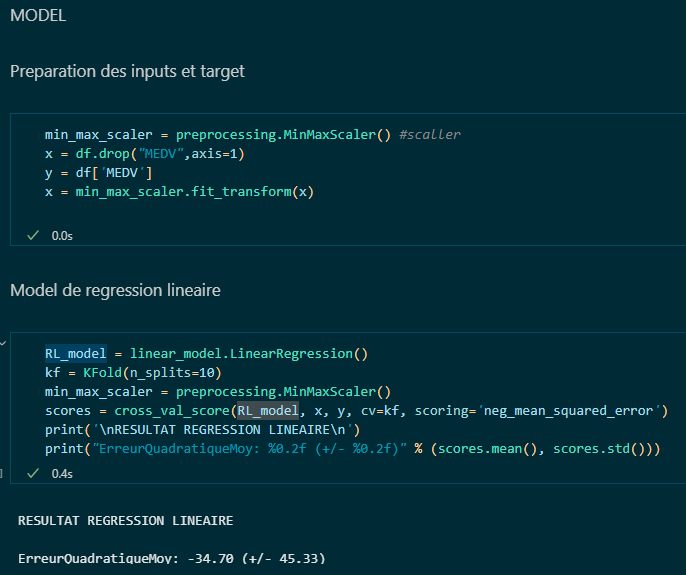 MODEL
Preparation des inputs et target
min_max_scaler = preprocessing.MinMaxScaler() #scaller
x = df.drop("MEDV",axis=1)
y = df['MEDV']
x = min_max_scaler.fit_transform(x)
0.0s
Model de regression lineaire
RL_model = linear_model.LinearRegression()
kf = KFold(n_splits=10)
min_max_scaler = preprocessing.MinMaxScaler()
scores = cross_val_score(RL_model, x, y, cv=kf, scoring='neg_mean_squared_error')
print('\nRESULTAT REGRESSION LINEAIRE\n')
print("ErreurQuadratiqueMoy: %0.2f (+/- %0.2f)" % (scores.mean(), scores.std()))
0.4s
RESULTAT REGRESSION LINEAIRE
ErreurQuadratiqueMoy: -34.70 (+/- 45.33)